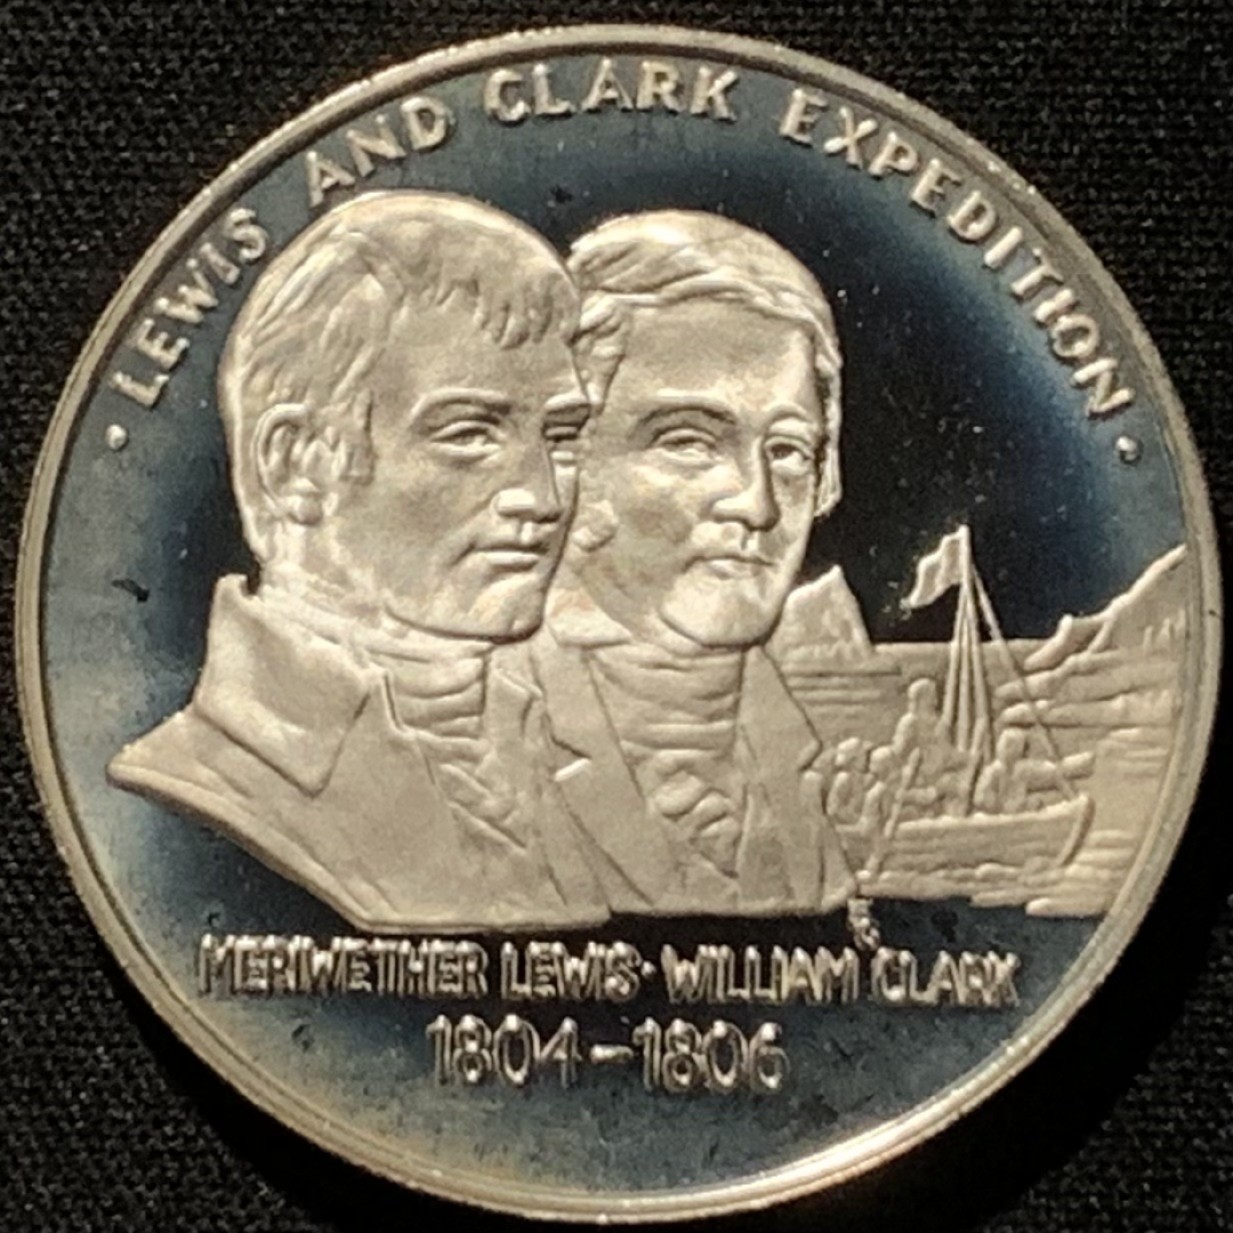 · LEWIS AND CLARK EXPEDITION ·
MERIWETHER LEWIS · WILLIAM CLARK
1804-1806